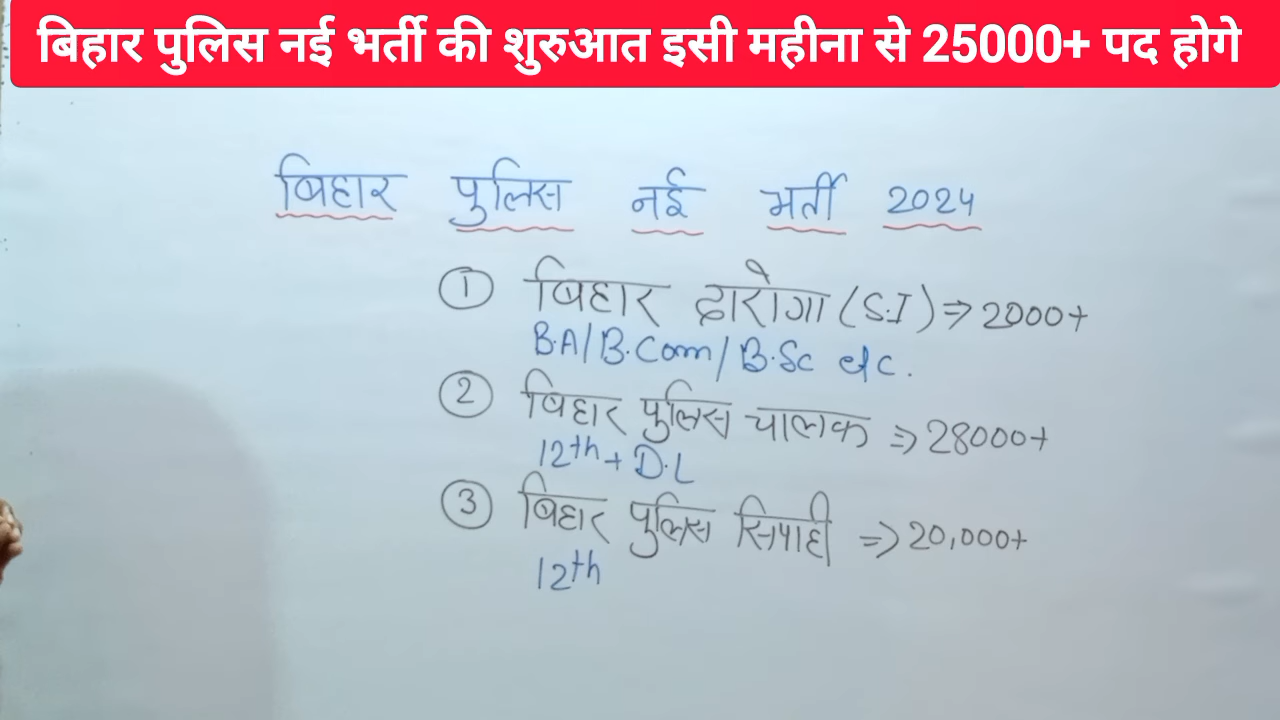 बिहार पुलिस नई भर्ती की शुरुआत इसी महीना से 25000+ पद होगे
बिहार पुलिस नई भर्ती 2024
① बिहार दारोगा (S.I) ⇒ 2000+
B.A/B.Com/B.Sc etc.
② बिहार पुलिस चालक ⇒ 28000+
12th + D.L
③ बिहार पुलिस सिपाही ⇒ 20,000+
12th